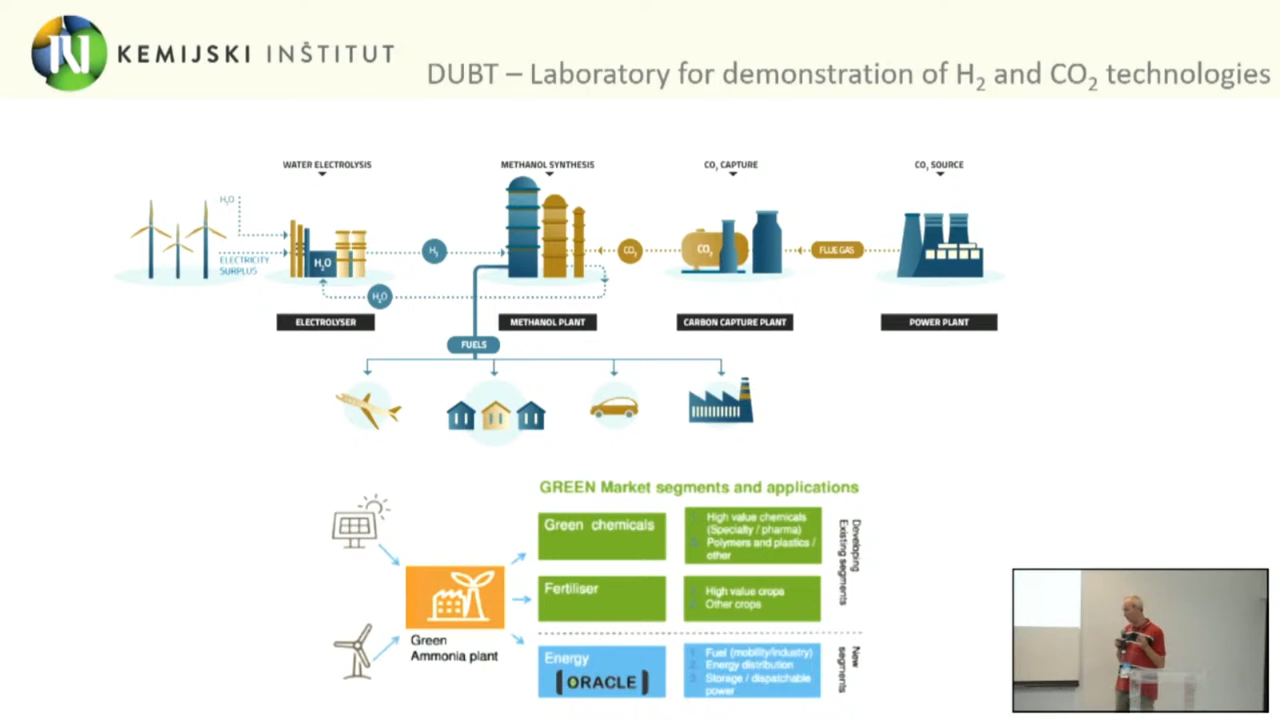 KEMIJSKI INŠTITUT
DUBT – Laboratory for demonstration of H₂ and CO₂ technologies
WATER ELECTROLYSIS
METHANOL SYNTHESIS
CO₂ CAPTURE
CO₂ SOURCE
H₂O
ELECTRICITY
SURPLUS
H₂O
H₂
CO₂
CO₂
FLUE GAS
H₂O
ELECTROLYSER
METHANOL PLANT
CARBON CAPTURE PLANT
POWER PLANT
FUELS
GREEN Market segments and applications
Green chemicals
High value chemicals
(Specialty / pharma)
Polymers and plastics /
other
Developing
Existing segments
Fertiliser
High value crops
Other crops
Green
Ammonia plant
Energy
[ORACLE]
1 Fuel (mobility/industry)
2 Energy distribution
3 Storage / dispatchable
power
New
segments